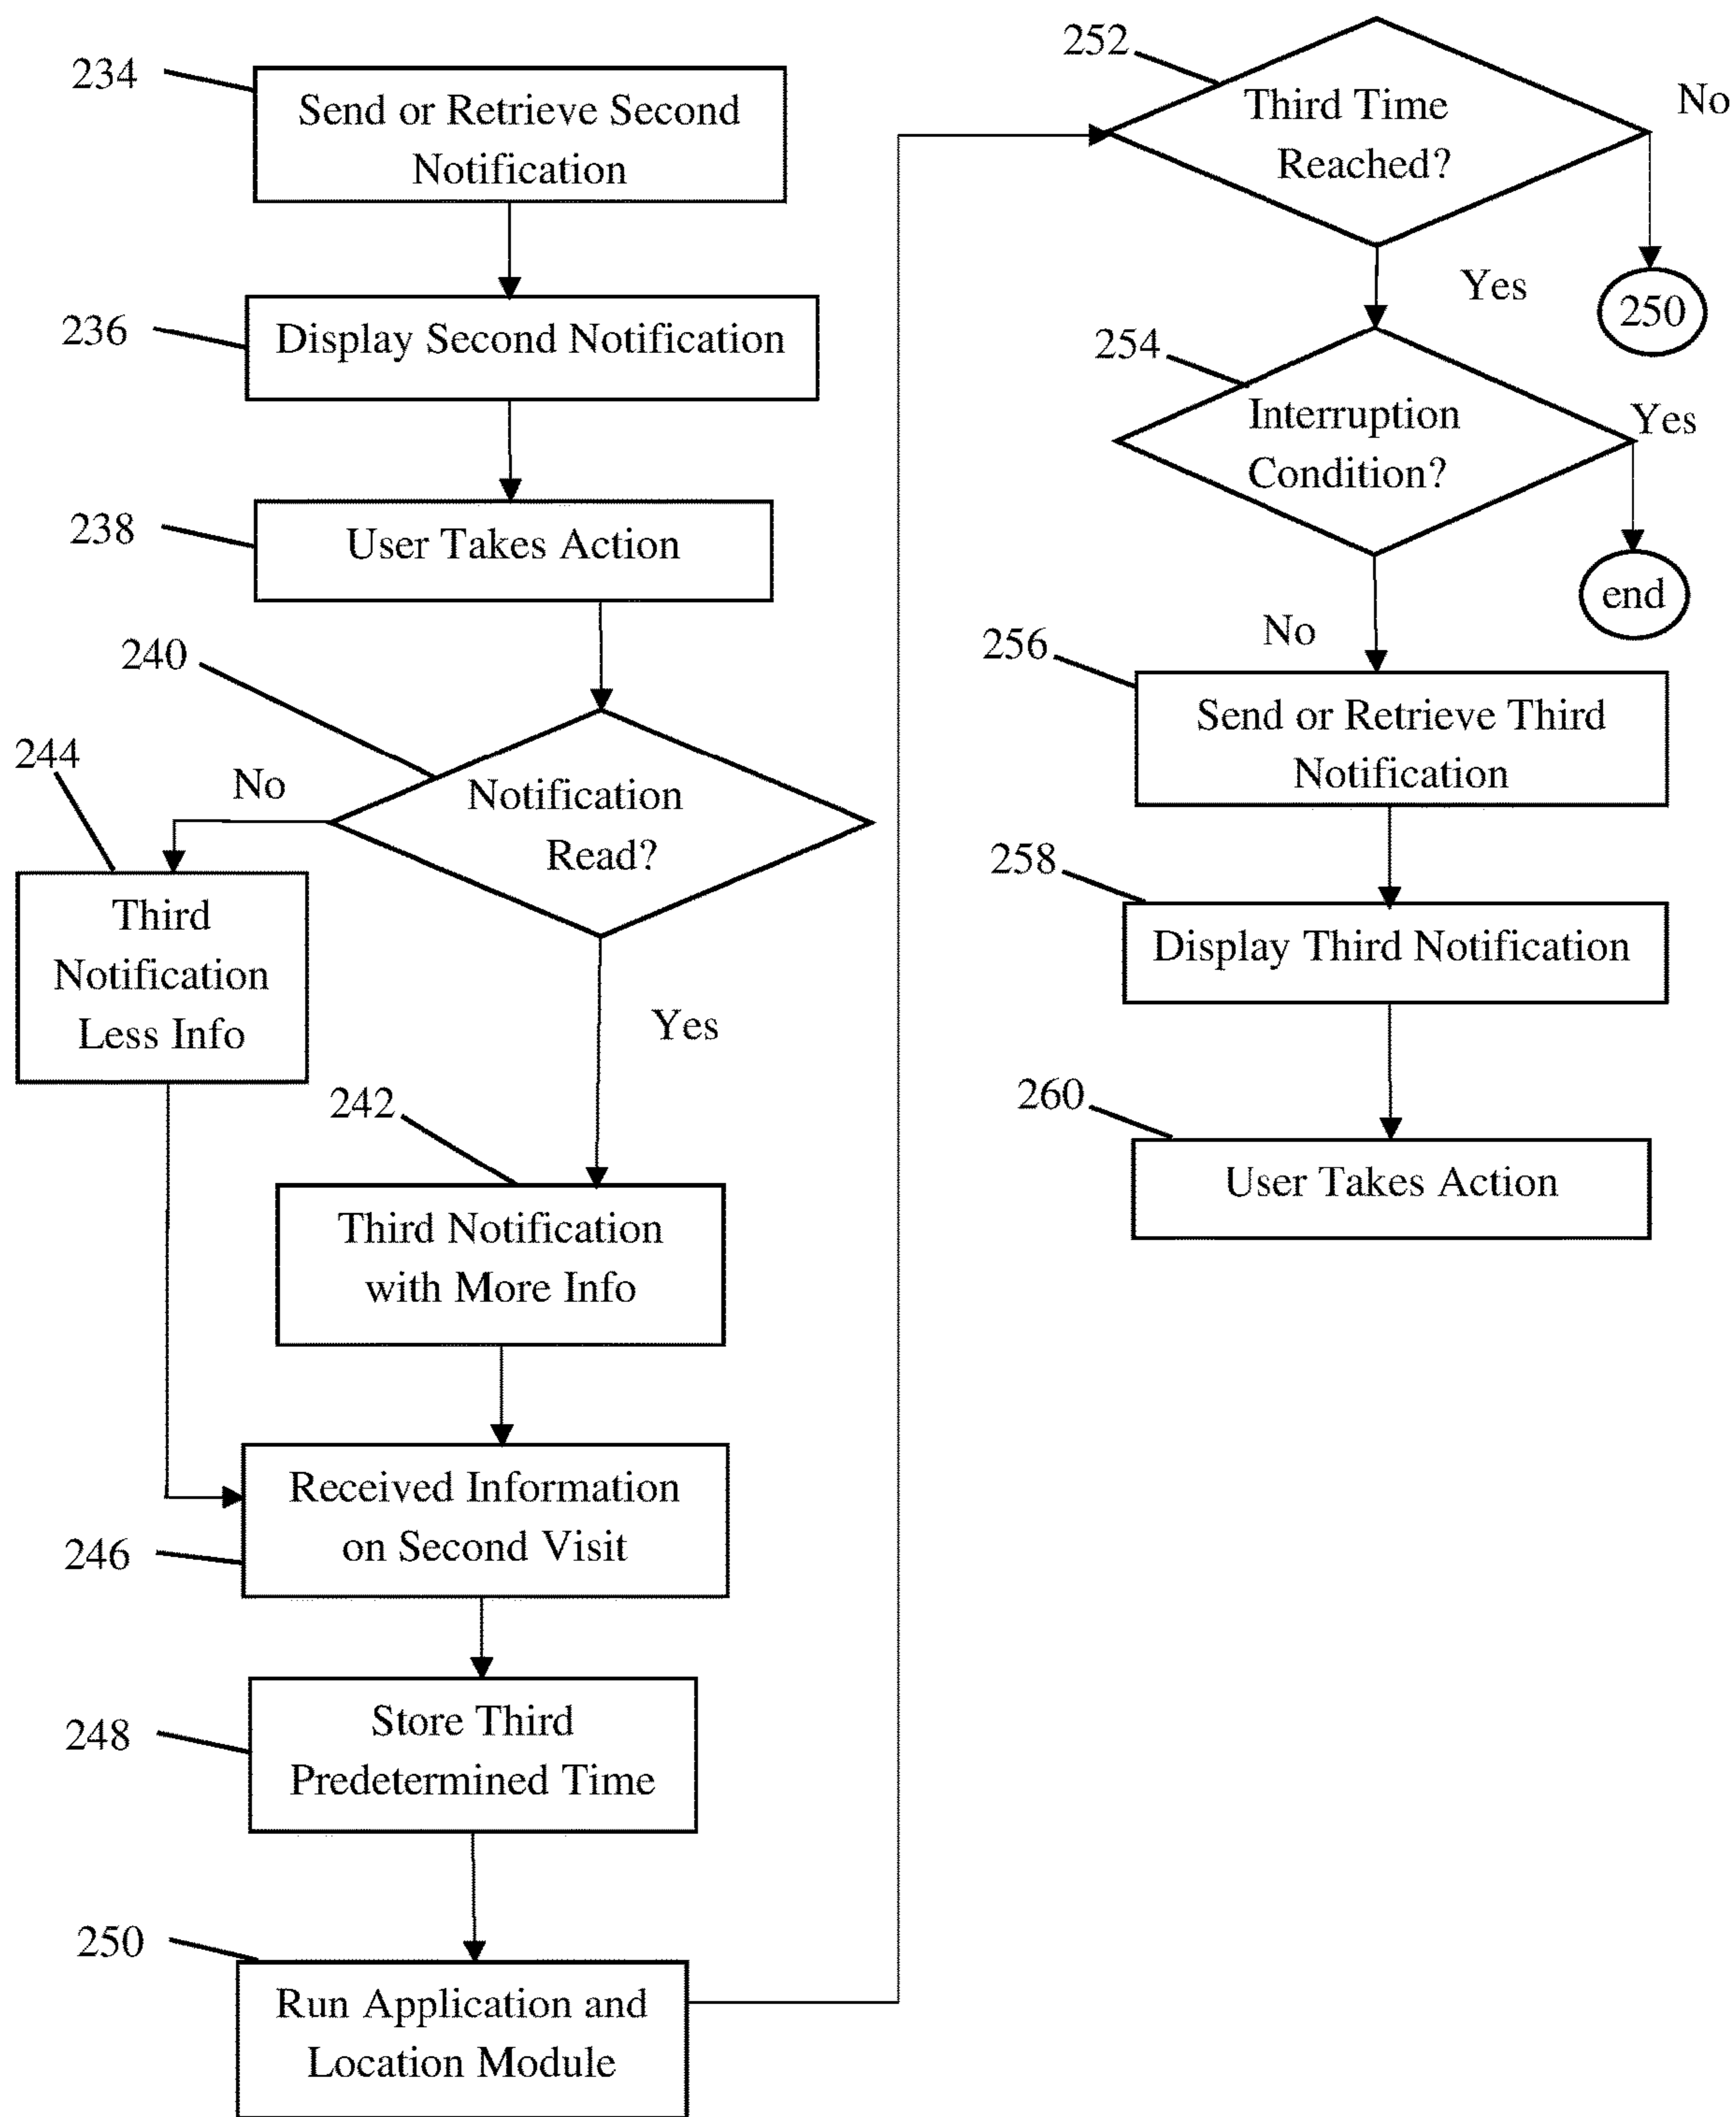 234
Send or Retrieve Second
Notification
236
Display Second Notification
238
User Takes Action
240
Notification
Read?
No
244
Third
Notification
Less Info
Yes
242
Third Notification
with More Info
Received Information
on Second Visit
246
Store Third
Predetermined Time
248
250
Run Application and
Location Module
252
Third Time
Reached?
No
250
Yes
254
Interruption
Condition?
Yes
end
No
256
Send or Retrieve Third
Notification
258
Display Third Notification
260
User Takes Action